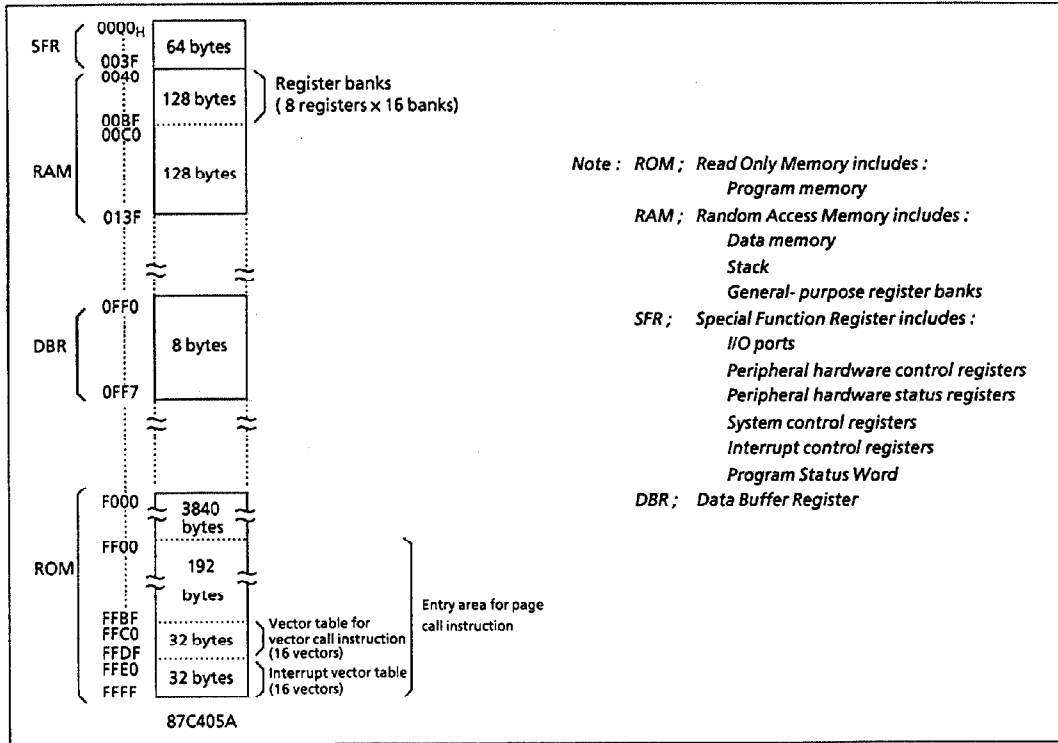 SFR
0000H
64 bytes
003F
0040
Register banks
( 8 registers x 16 banks)
128 bytes
00BF
00C0
RAM
128 bytes
013F
0FF0
DBR
8 bytes
0FF7
F000
3840
bytes
FF00
ROM
192
bytes
FFBF
FFC0
32 bytes
FFDF
Vector table for
vector call instruction
(16 vectors)
FFE0
32 bytes
FFFF
Interrupt vector table
(16 vectors)
Entry area for page
call instruction
87C405A
Note : ROM ; Read Only Memory includes :
Program memory
RAM ; Random Access Memory includes :
Data memory
Stack
General- purpose register banks
SFR ; Special Function Register includes :
I/O ports
Peripheral hardware control registers
Peripheral hardware status registers
System control registers
Interrupt control registers
Program Status Word
DBR ; Data Buffer Register